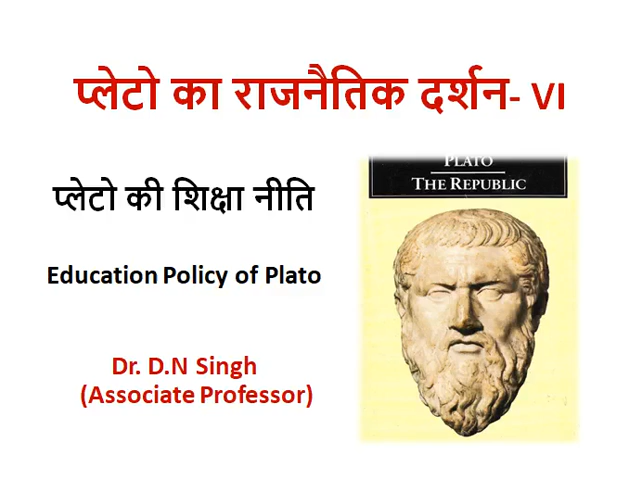 प्लेटो का राजनैतिक दर्शन- VI
प्लेटो की शिक्षा नीति
Education Policy of Plato
Dr. D.N Singh
(Associate Professor)
PLATO
THE REPUBLIC